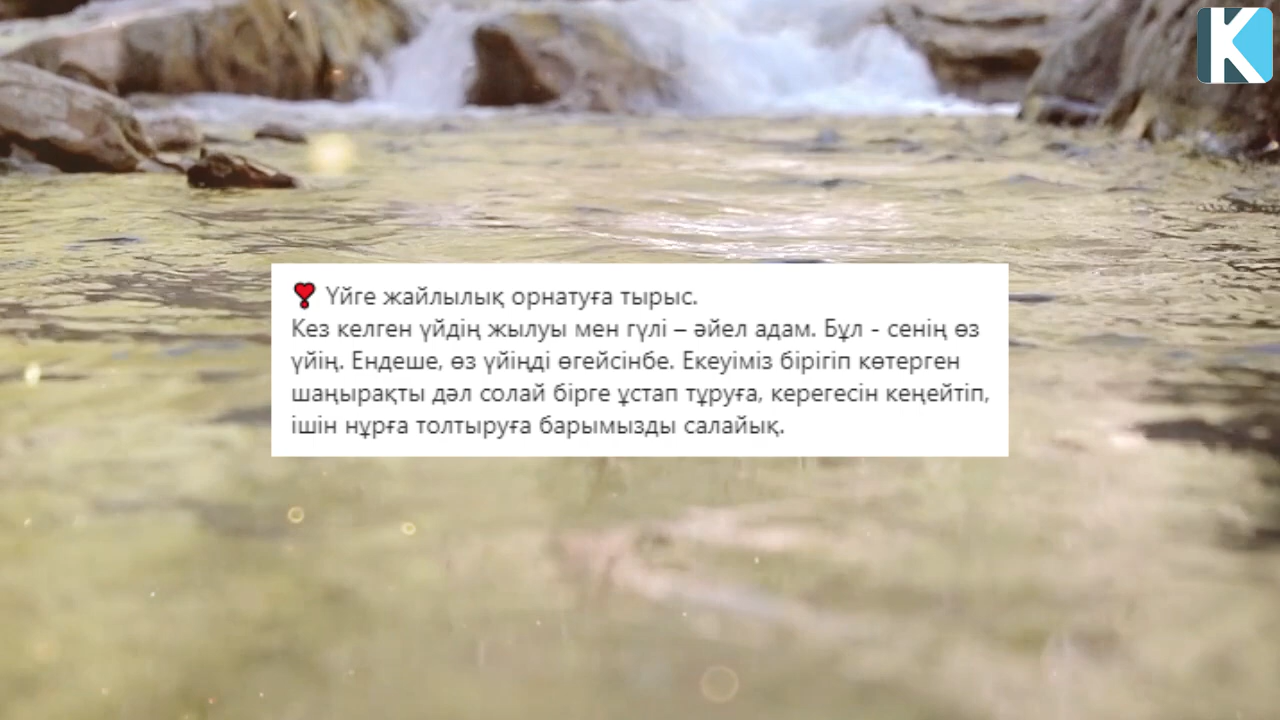 K
❣ Үйге жайлылық орнатуға тырыс.
Кез келген үйдің жылуы мен гүлі – әйел адам. Бұл - сенің өз
үйің. Ендеше, өз үйіңді өгейсінбе. Екеуіміз бірігіп көтерген
шаңырақты дәл солай бірге ұстап тұруға, керегесін кеңейтіп,
ішін нұрға толтыруға барымызды салайық.